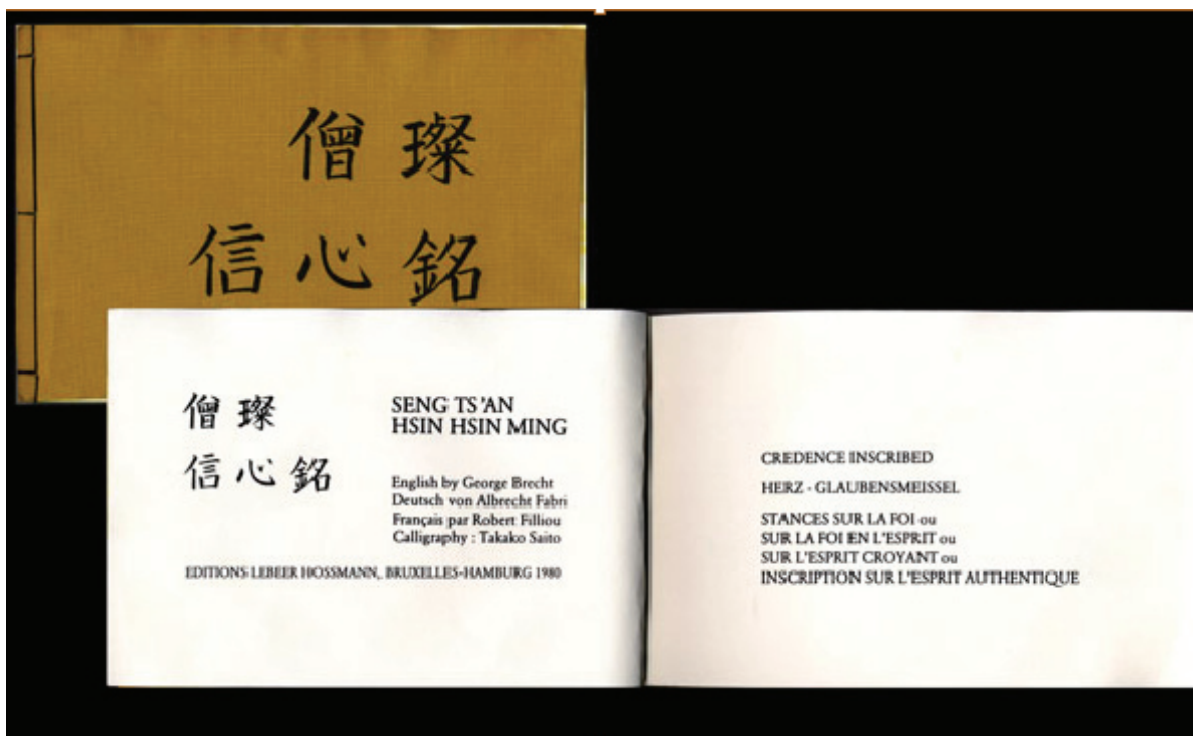 僧 璨
信 心 銘
僧 璨
信 心 銘
SENG TS'AN
HSIN HSIN MING
English by George Brecht
Deutsch von Albrecht Fabri
Français par Robert Filliou
Calligraphy : Takako Saito
EDITIONS LEBEER HOSSMANN, BRUXELLES-HAMBURG 1980
CREDENCE INSCRIBED
HERZ - GLAUBENSMEISSEL
STANCES SUR LA FOI ou
SUR LA FOI EN L'ESPRIT ou
SUR L'ESPRIT CROYANT ou
INSCRIPTION SUR L'ESPRIT AUTHENTIQUE